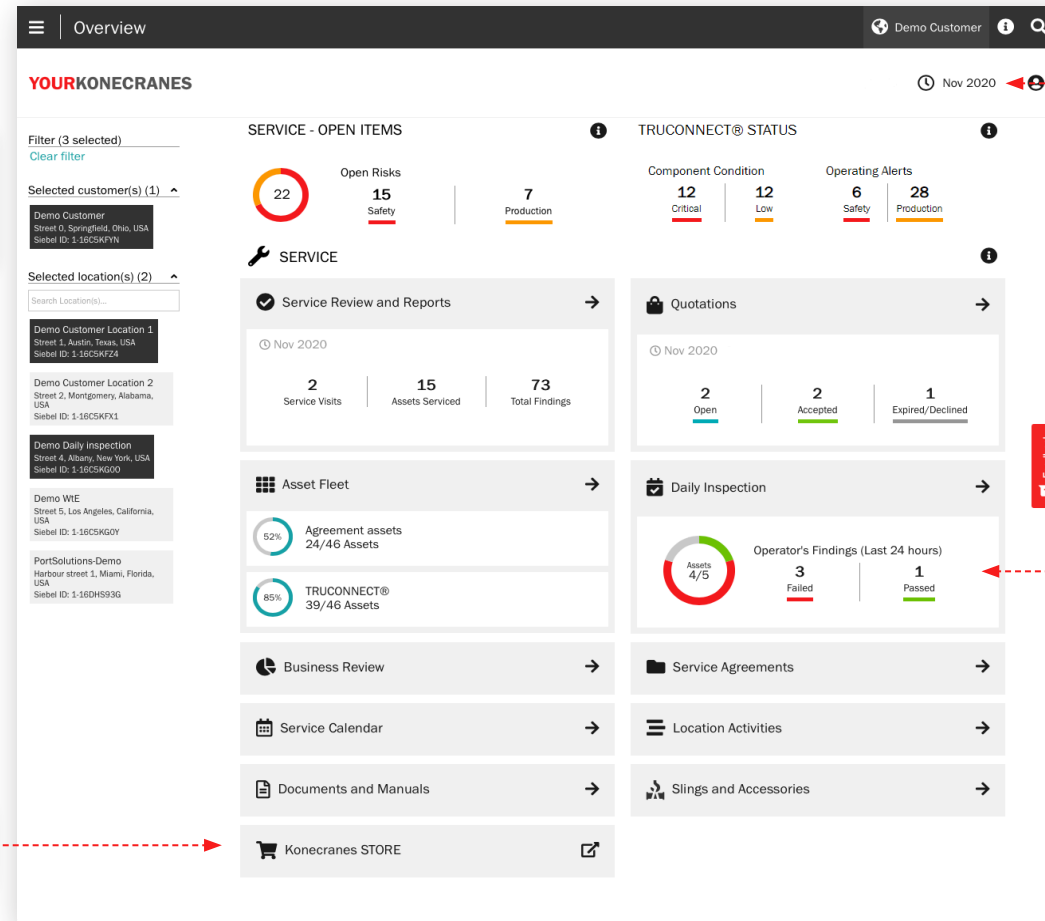 Overview
Demo Customer
YOURKONECRANES
Nov 2020
Filter (3 selected)
Clear filter
Selected customer(s) (1)
Demo Customer
Street 0, Springfield, Ohio, USA
Siebel ID: 1-16C5KFYN
Selected location(s) (2)
Search Location(s)...
Demo Customer Location 1
Street 1, Austin, Texas, USA
Siebel ID: 1-16C5KFZ4
Demo Customer Location 2
Street 2, Montgomery, Alabama,
USA
Siebel ID: 1-16C5KFX1
Demo Daily inspection
Street 4, Albany, New York, USA
Siebel ID: 1-16C5KGOO
Demo WtE
Street 5, Los Angeles, California,
USA
Siebel ID: 1-16C5KG0Y
PortSolutions-Demo
Harbour street 1, Miami, Florida,
USA
Siebel ID: 1-16DHS93G
SERVICE - OPEN ITEMS
22
Open Risks
15
Safety
7
Production
TRUCONNECT® STATUS
Component Condition
12
Critical
12
Low
Operating Alerts
6
Safety
28
Production
SERVICE
Service Review and Reports
Nov 2020
2
Service Visits
15
Assets Serviced
73
Total Findings
Quotations
Nov 2020
2
Open
2
Accepted
1
Expired/Declined
Asset Fleet
52%
Agreement assets
24/46 Assets
85%
TRUCONNECT®
39/46 Assets
Daily Inspection
Assets
4/5
Operator's Findings (Last 24 hours)
3
Failed
1
Passed
Business Review
Service Agreements
Service Calendar
Location Activities
Documents and Manuals
Slings and Accessories
Konecranes STORE